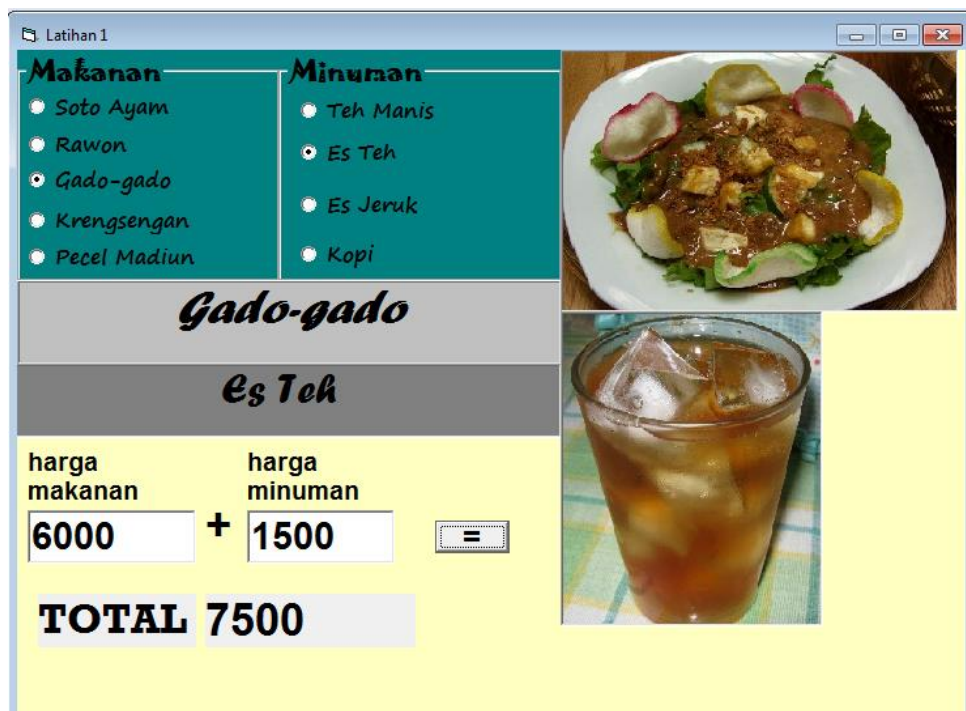 Latihan 1
Makanan
Soto Ayam
Rawon
Gado-gado
Krengsengan
Pecel Madiun
Minuman
Teh Manis
Es Teh
Es Jeruk
Kopi
Gado-gado
Es Teh
harga
makanan
harga
minuman
6000 + 1500 =
TOTAL 7500